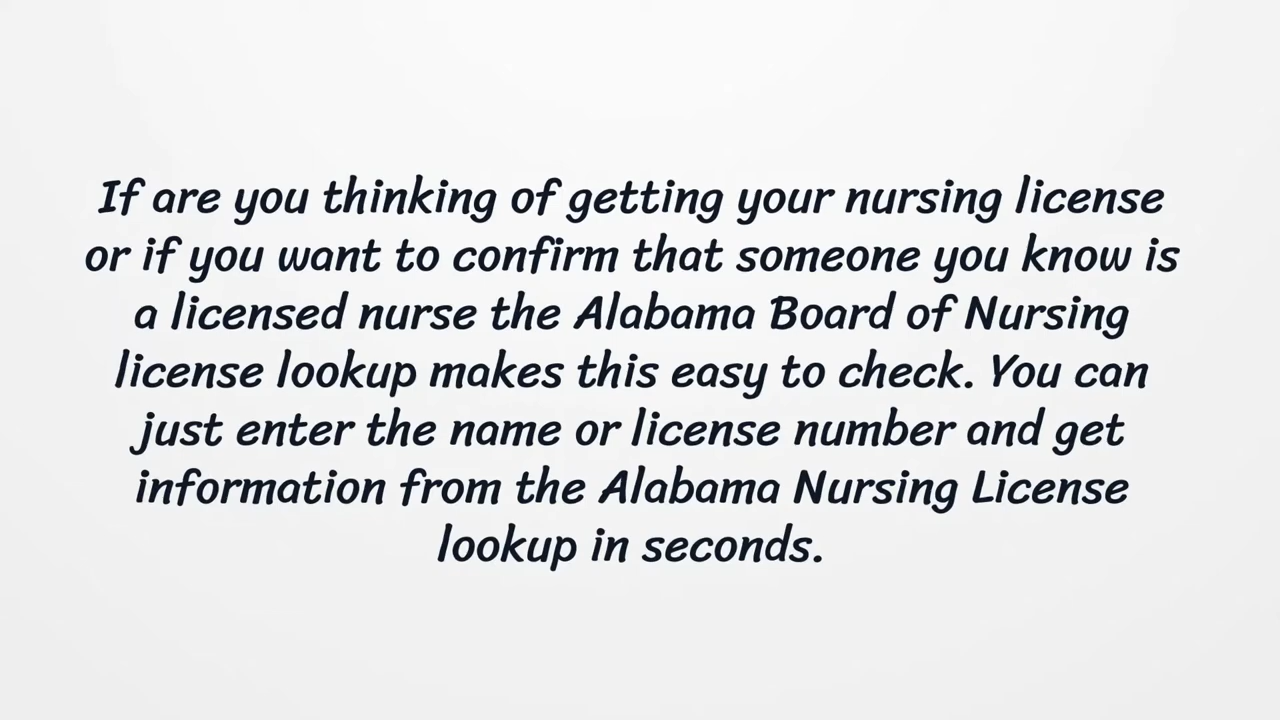 If are you thinking of getting your nursing license
or if you want to confirm that someone you know is
a licensed nurse the Alabama Board of Nursing
license lookup makes this easy to check. You can
just enter the name or license number and get
information from the Alabama Nursing License
lookup in seconds.